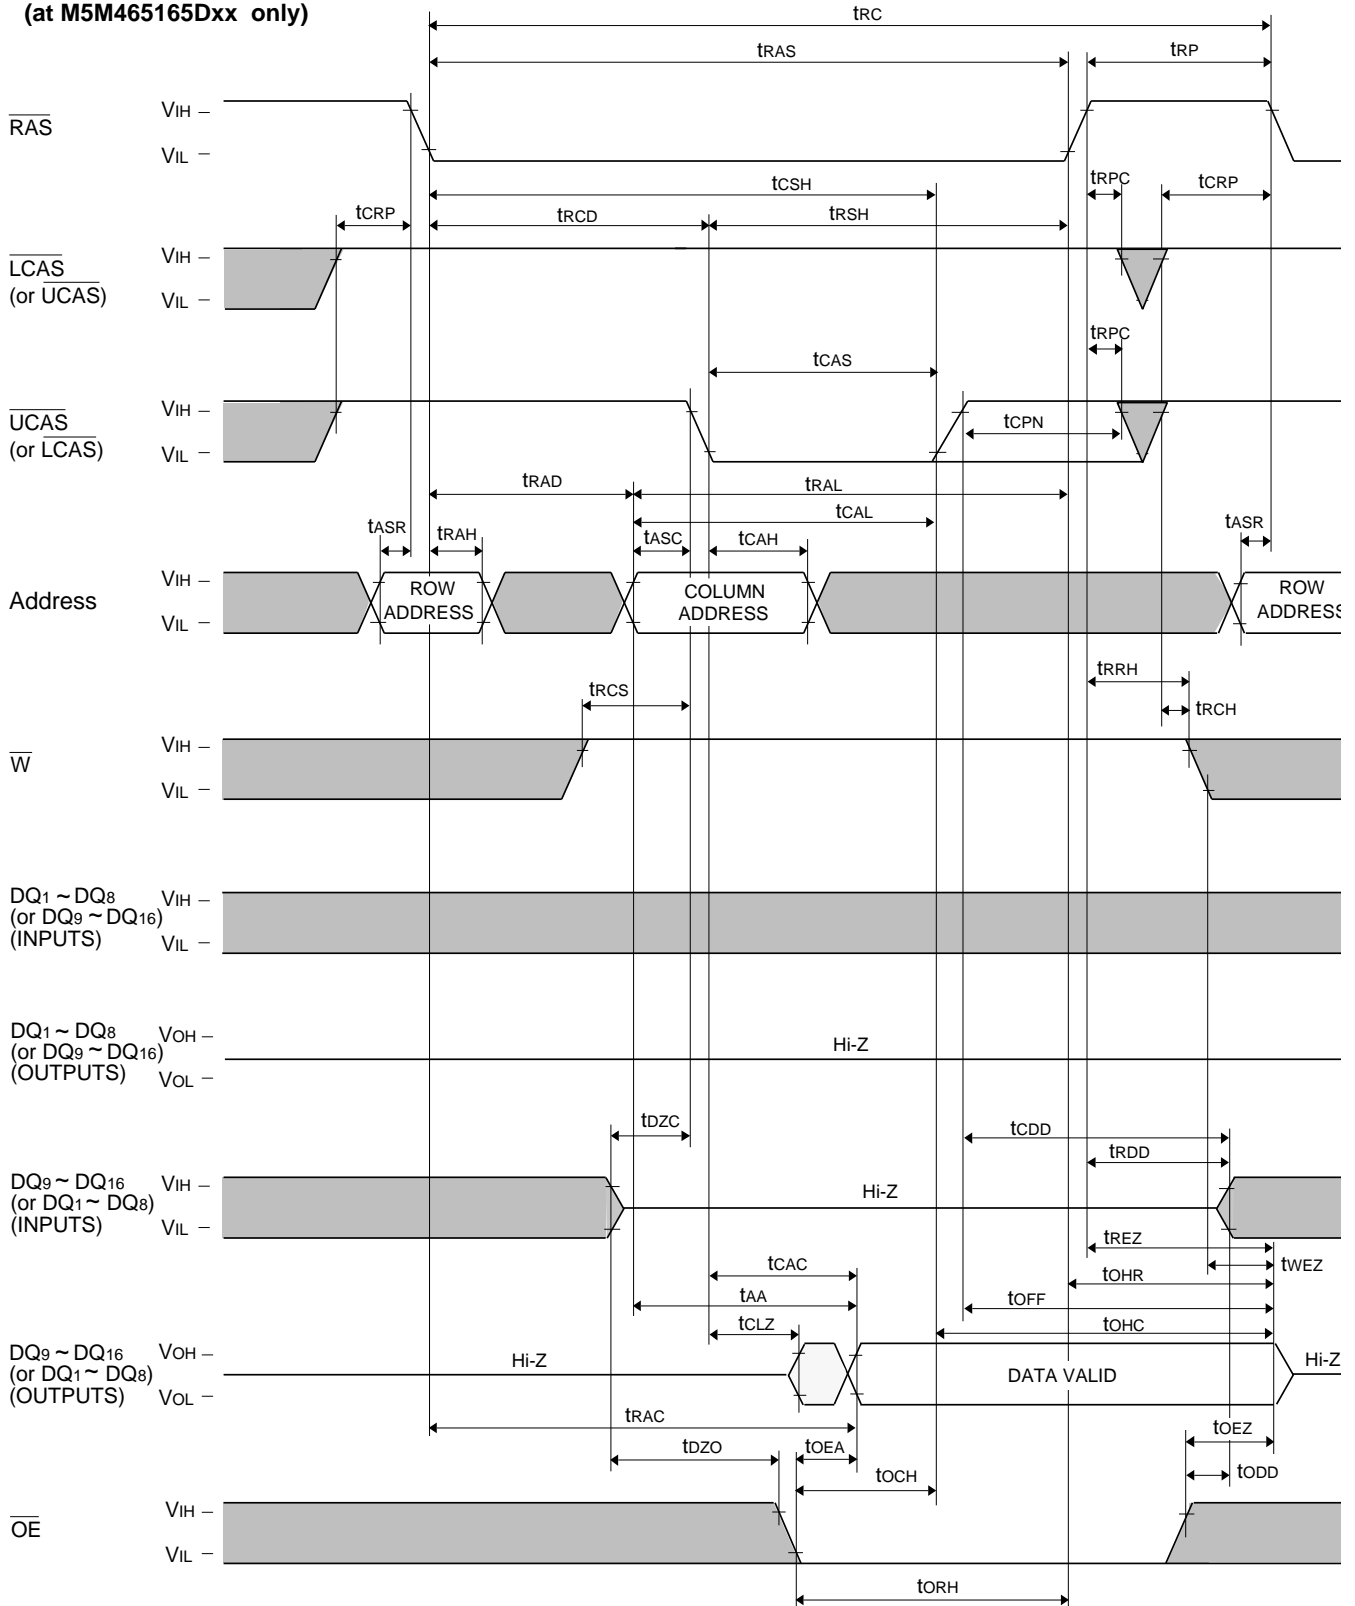 (at M5M465165Dxx only)
tRC
tRAS
tRP
RAS
VIH
VIL
tCSH
tRPC
tCRP
tCRP
tRCD
tRSH
LCAS
(or UCAS)
VIH
VIL
tRPC
tCAS
UCAS
(or LCAS)
VIH
VIL
tCPN
tRAD
tRAL
tCAL
tASR
tRAH
tASC
tCAH
tASR
Address
VIH
VIL
ROW
ADDRESS
COLUMN
ADDRESS
ROW
ADDRESS
tRRH
tRCS
tRCH
W
VIH
VIL
DQ1 ~ DQ8
(or DQ9 ~ DQ16)
(INPUTS)
VIH
VIL
DQ1 ~ DQ8
(or DQ9 ~ DQ16)
(OUTPUTS)
VOH
VOL
Hi-Z
tDZC
tCDD
tRDD
DQ9 ~ DQ16
(or DQ1 ~ DQ8)
(INPUTS)
VIH
VIL
Hi-Z
tREZ
tCAC
tWEZ
tOHR
tAA
tOFF
tCLZ
tOHC
DQ9 ~ DQ16
(or DQ1 ~ DQ8)
(OUTPUTS)
VOH
VOL
Hi-Z
DATA VALID
Hi-Z
tRAC
tOEZ
tDZO
tOEA
tODD
tOCH
OE
VIH
VIL
tORH